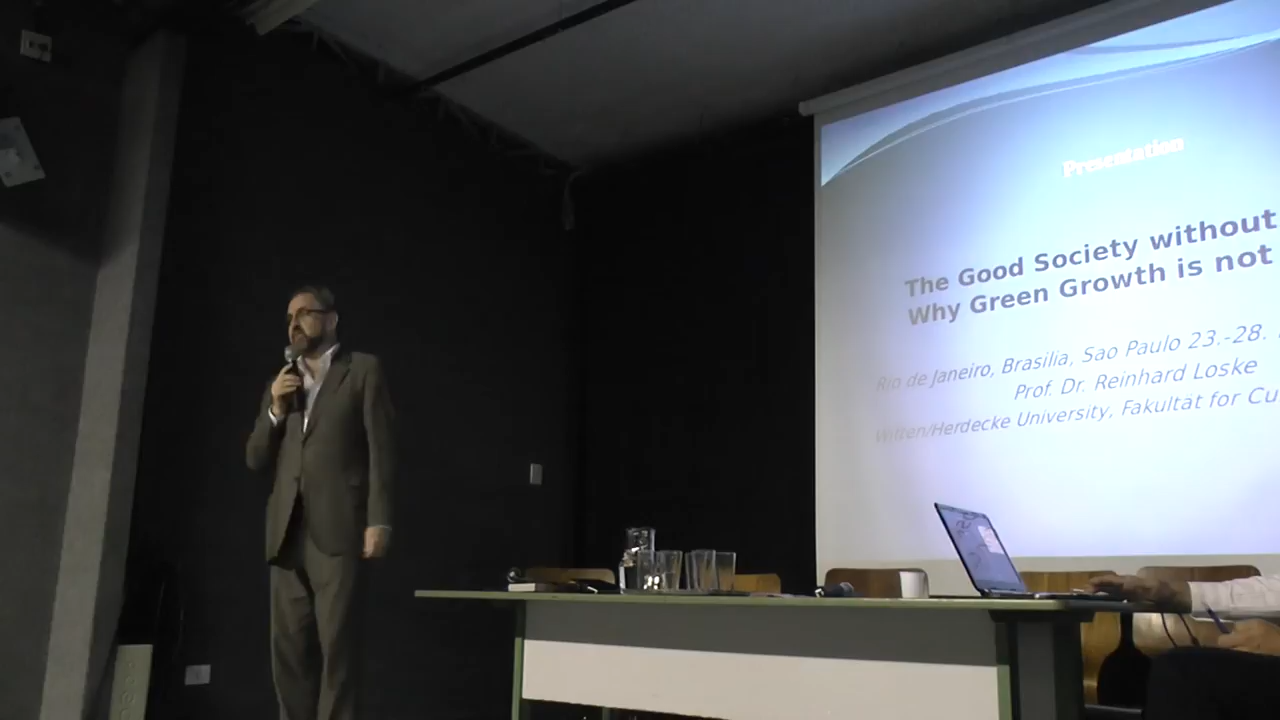 Presentation
The Good Society without
Why Green Growth is not
Rio de Janeiro, Brasilia, Sao Paulo 23.-28.
Prof. Dr. Reinhard Loske
Witten/Herdecke University, Fakultät for Cu